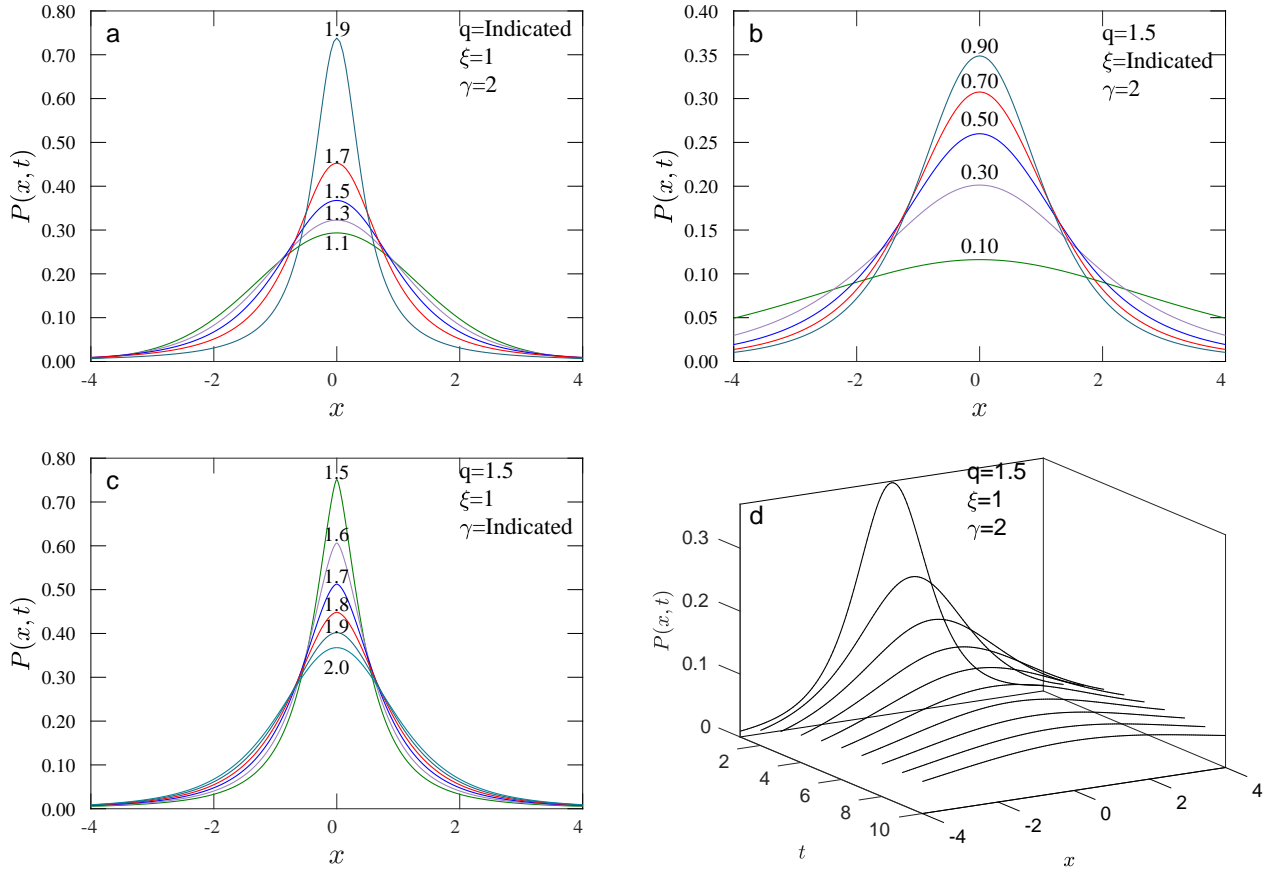 a
q=Indicated
ξ=1
γ=2
1.9
1.7
1.5
1.3
1.1
0.80
0.70
0.60
0.50
0.40
0.30
0.20
0.10
0.00
-4
-2
0
2
4
P(x, t)
x
b
q=1.5
ξ=Indicated
γ=2
0.90
0.70
0.50
0.30
0.10
0.40
0.35
0.30
0.25
0.20
0.15
0.10
0.05
0.00
-4
-2
0
2
4
P(x, t)
x
c
q=1.5
ξ=1
γ=Indicated
1.5
1.6
1.7
1.8
1.9
2.0
0.80
0.70
0.60
0.50
0.40
0.30
0.20
0.10
0.00
-4
-2
0
2
4
P(x, t)
x
d
q=1.5
ξ=1
γ=2
0.3
0.2
0.1
0
P(x, t)
2
4
6
8
10
t
-4
-2
0
2
4
x